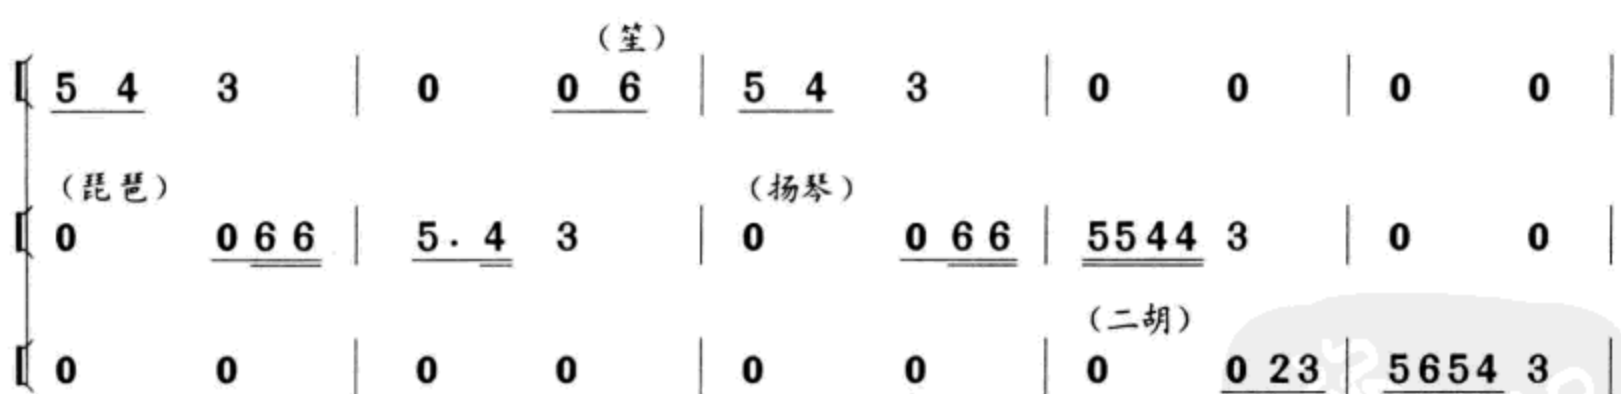 （笙）
5 4 3 | 0 0 6 | 5 4 3 | 0 0 | 0 0 |
（琵琶） （扬琴）
0 0 6 6 | 5. 4 3 | 0 0 6 6 | 5544 3 | 0 0 |
（二胡）
0 0 | 0 0 | 0 0 | 0 0 23 | 5654 3 |